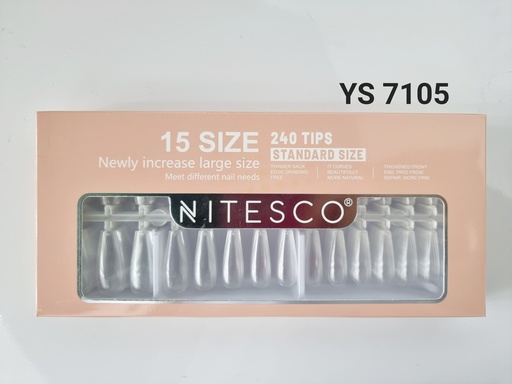 YS 7105
15 SIZE
Newly increase large size
Meet different nail needs
240 TIPS
STANDARD SIZE
NITESCO®